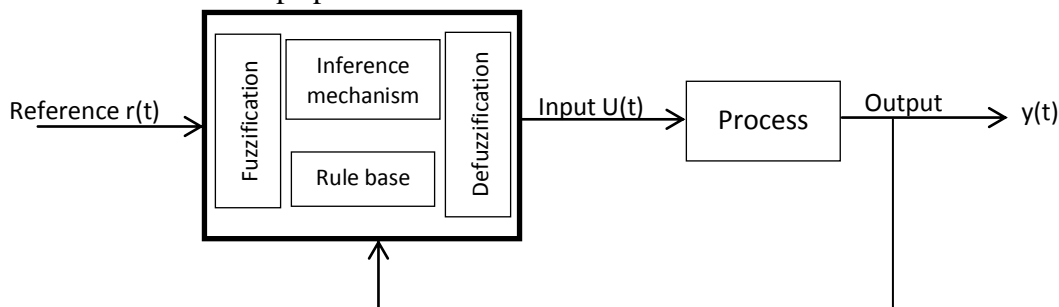 Reference r(t)
Fuzzification
Inference
mechanism
Rule base
Defuzzification
Input U(t)
Process
Output
y(t)